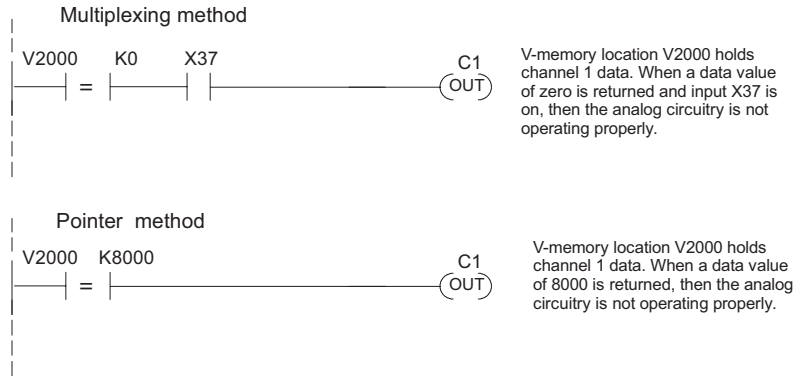 Multiplexing method
V2000 K0 X37
=
C1
OUT
V-memory location V2000 holds
channel 1 data. When a data value
of zero is returned and input X37 is
on, then the analog circuitry is not
operating properly.
Pointer method
V2000 K8000
=
C1
OUT
V-memory location V2000 holds
channel 1 data. When a data value
of 8000 is returned, then the analog
circuitry is not operating properly.